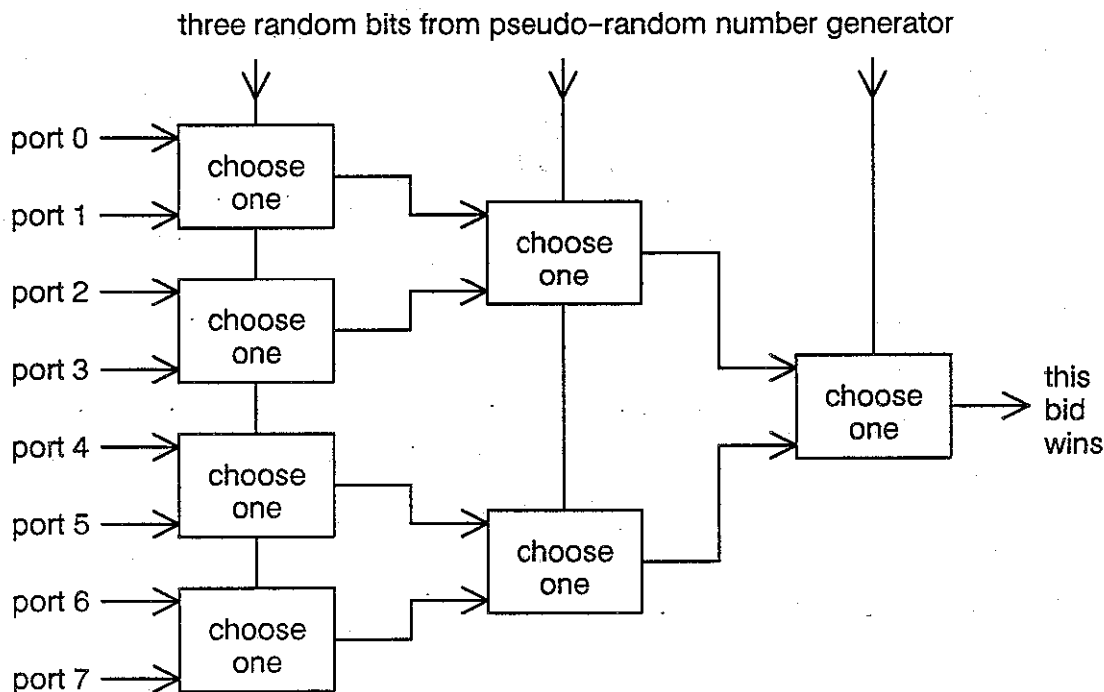 three random bits from pseudo-random number generator
port 0
port 1
port 2
port 3
port 4
port 5
port 6
port 7
choose
one
choose
one
choose
one
choose
one
choose
one
choose
one
choose
one
this
bid
wins